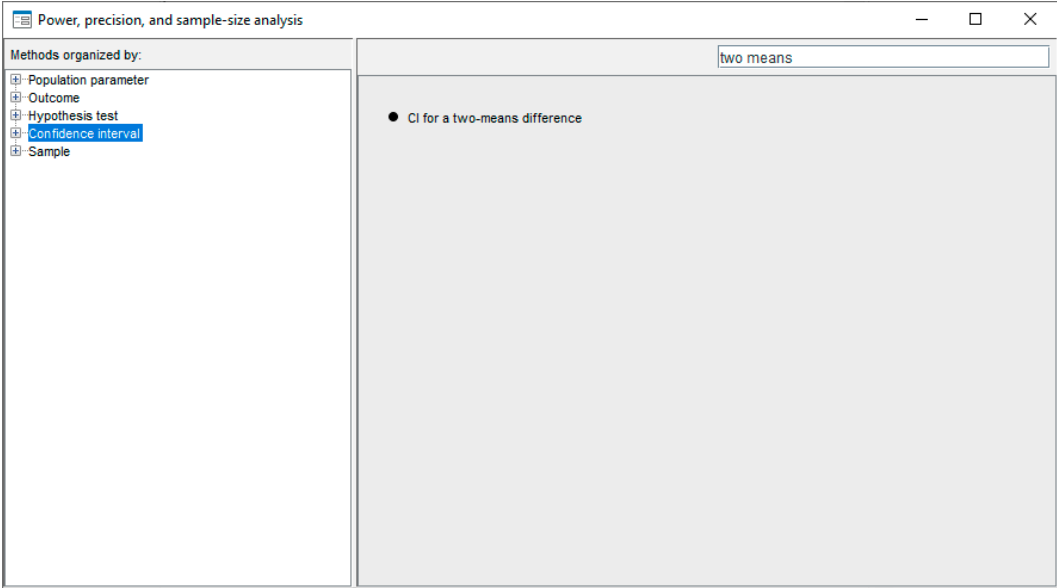 Power, precision, and sample-size analysis
Methods organized by:
two means
Population parameter
Outcome
Hypothesis test
Confidence interval
Sample
CI for a two-means difference